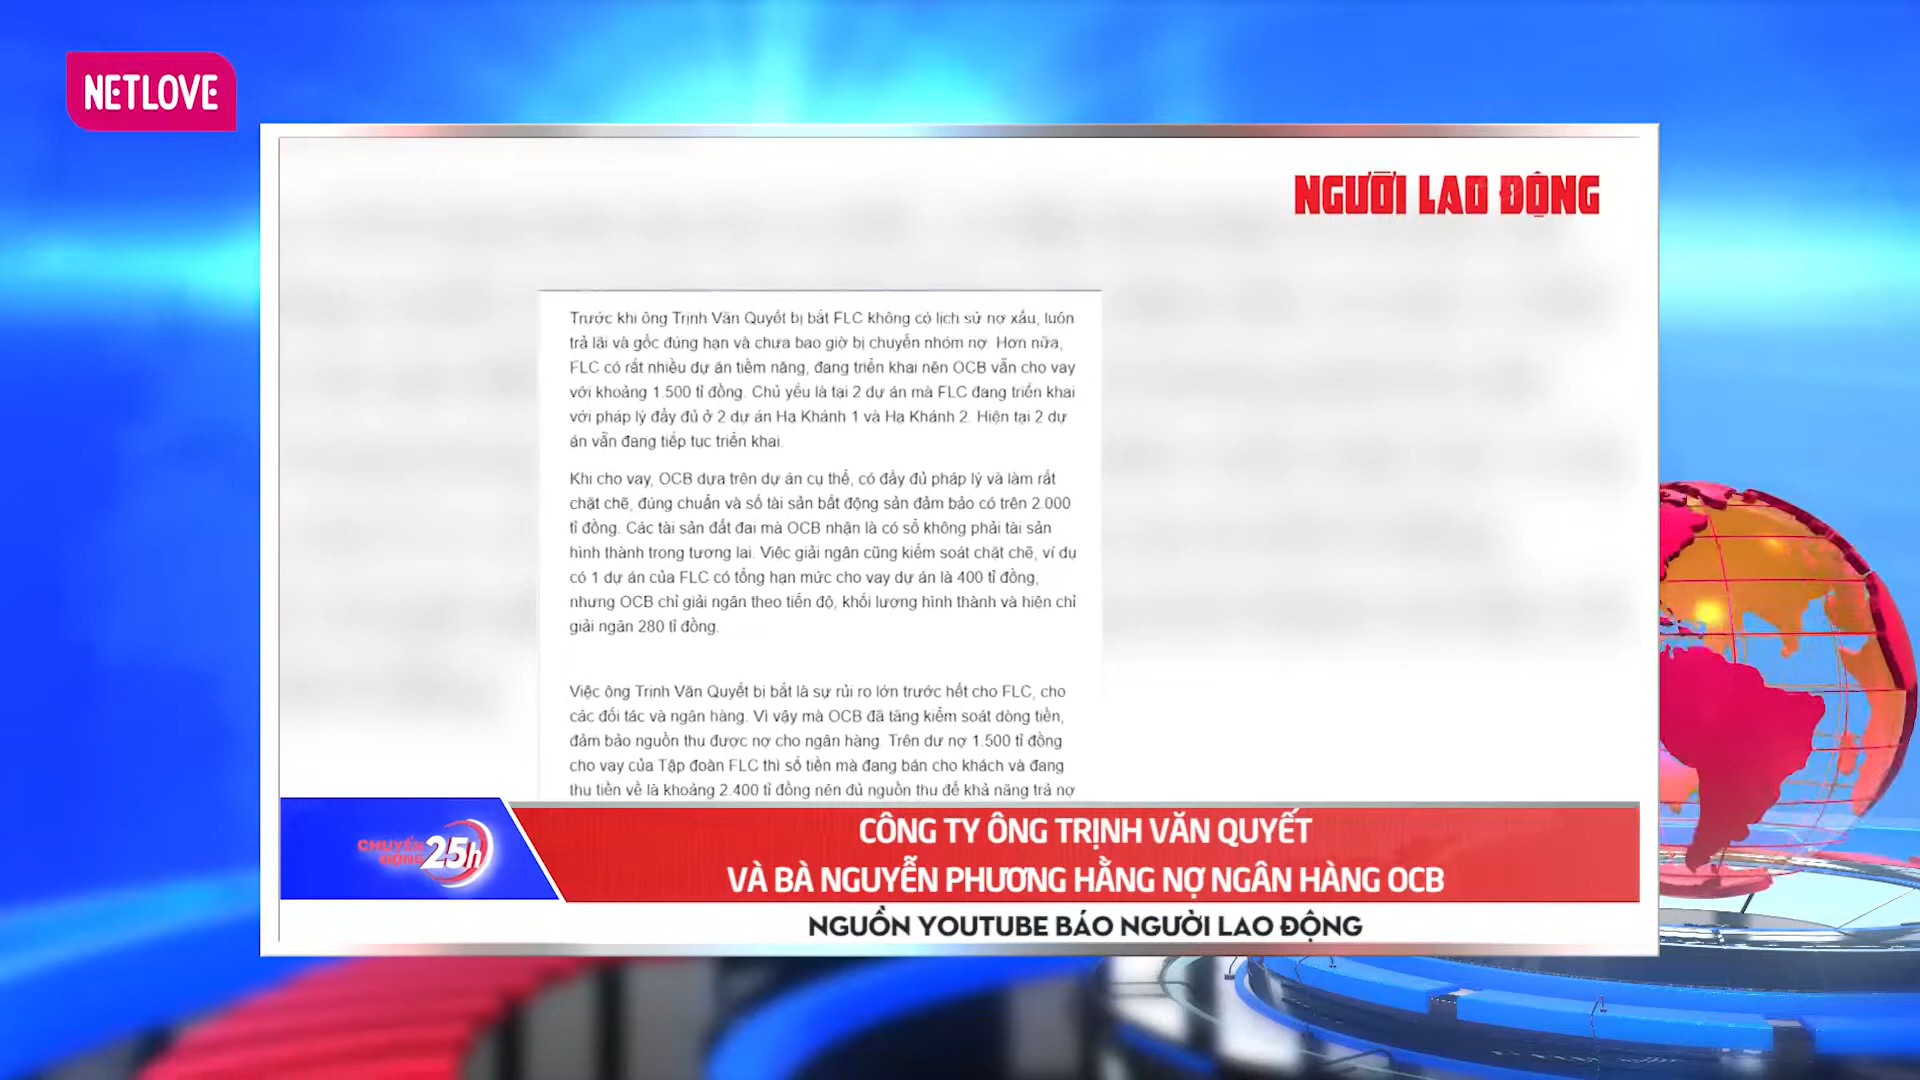 NETLOVE
NGƯỜI LAO ĐỘNG
Trước khi ông Trịnh Văn Quyết bị bắt FLC không có lịch sử nợ xấu, luôn
trả lãi và gốc đúng hạn và chưa bao giờ bị chuyển nhóm nợ. Hơn nữa,
FLC có rất nhiều dự án tiềm năng, đang triển khai nên OCB vẫn cho vay
với khoảng 1.500 tỉ đồng. Chủ yếu là tại 2 dự án mà FLC đang triển khai
với pháp lý đầy đủ ở 2 dự án Hạ Khánh 1 và Hạ Khánh 2. Hiện tại 2 dự
án vẫn đang tiếp tục triển khai.
Khi cho vay, OCB dựa trên dự án cụ thể, có đầy đủ pháp lý và làm rất
chặt chẽ, đúng chuẩn và số tài sản bất động sản đảm bảo có trên 2.000
tỉ đồng. Các tài sản đất đai mà OCB nhận là có sổ không phải tài sản
hình thành trong tương lai. Việc giải ngân cũng kiểm soát chặt chẽ, ví dụ
có 1 dự án của FLC có tổng hạn mức cho vay dự án là 400 tỉ đồng,
nhưng OCB chỉ giải ngân theo tiến độ, khối lượng hình thành và hiện chỉ
giải ngân 280 tỉ đồng.
Việc ông Trịnh Văn Quyết bị bắt là sự rủi ro lớn trước hết cho FLC, cho
các đối tác và ngân hàng. Vì vậy mà OCB đã tăng kiểm soát dòng tiền,
đảm bảo nguồn thu được nợ cho ngân hàng. Trên dư nợ 1.500 tỉ đồng
cho vay của Tập đoàn FLC thì số tiền mà đang bán cho khách và đang
thu tiền về là khoảng 2.400 tỉ đồng nên đủ nguồn thu để khả năng trả nợ
CHUYỂN
ĐỘNG 25h
CÔNG TY ÔNG TRỊNH VĂN QUYẾT
VÀ BÀ NGUYỄN PHƯƠNG HẰNG NỢ NGÂN HÀNG OCB
NGUỒN YOUTUBE BÁO NGƯỜI LAO ĐỘNG